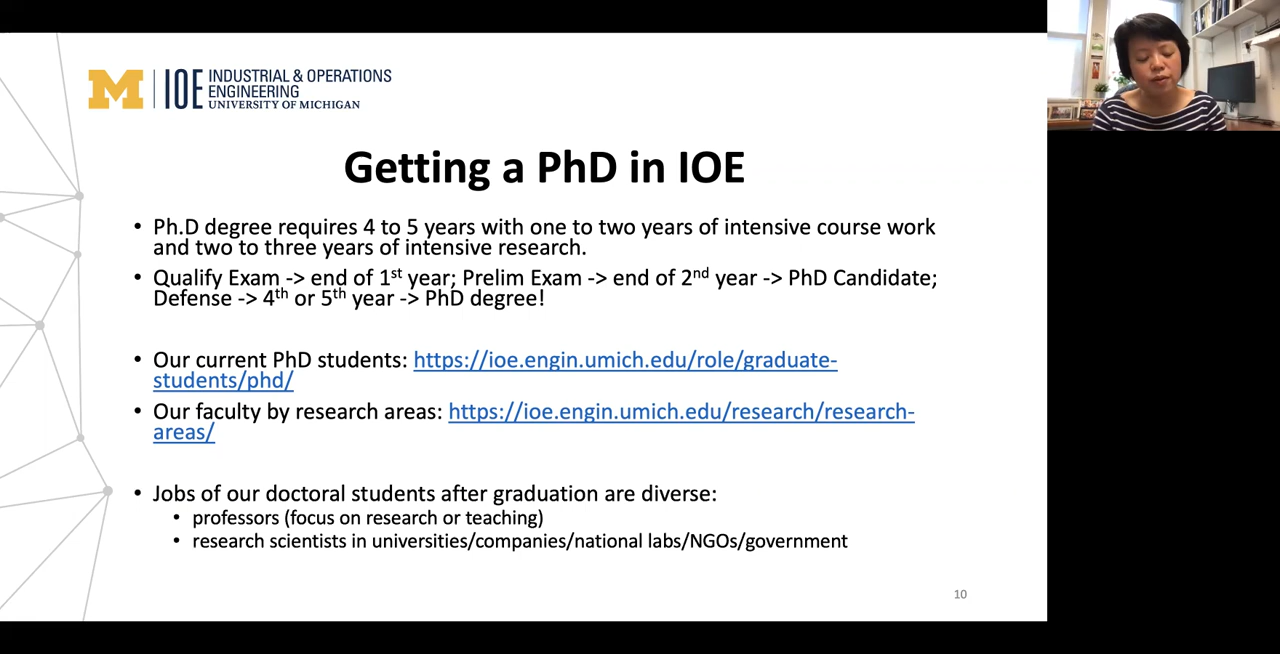 M IOE INDUSTRIAL & OPERATIONS
ENGINEERING
UNIVERSITY OF MICHIGAN
Getting a PhD in IOE
• Ph.D degree requires 4 to 5 years with one to two years of intensive course work
and two to three years of intensive research.
• Qualify Exam -> end of 1st year; Prelim Exam -> end of 2nd year -> PhD Candidate;
Defense -> 4th or 5th year -> PhD degree!
• Our current PhD students: https://ioe.engin.umich.edu/role/graduate-
students/phd/
• Our faculty by research areas: https://ioe.engin.umich.edu/research/research-
areas/
• Jobs of our doctoral students after graduation are diverse:
• professors (focus on research or teaching)
• research scientists in universities/companies/national labs/NGOs/government
10